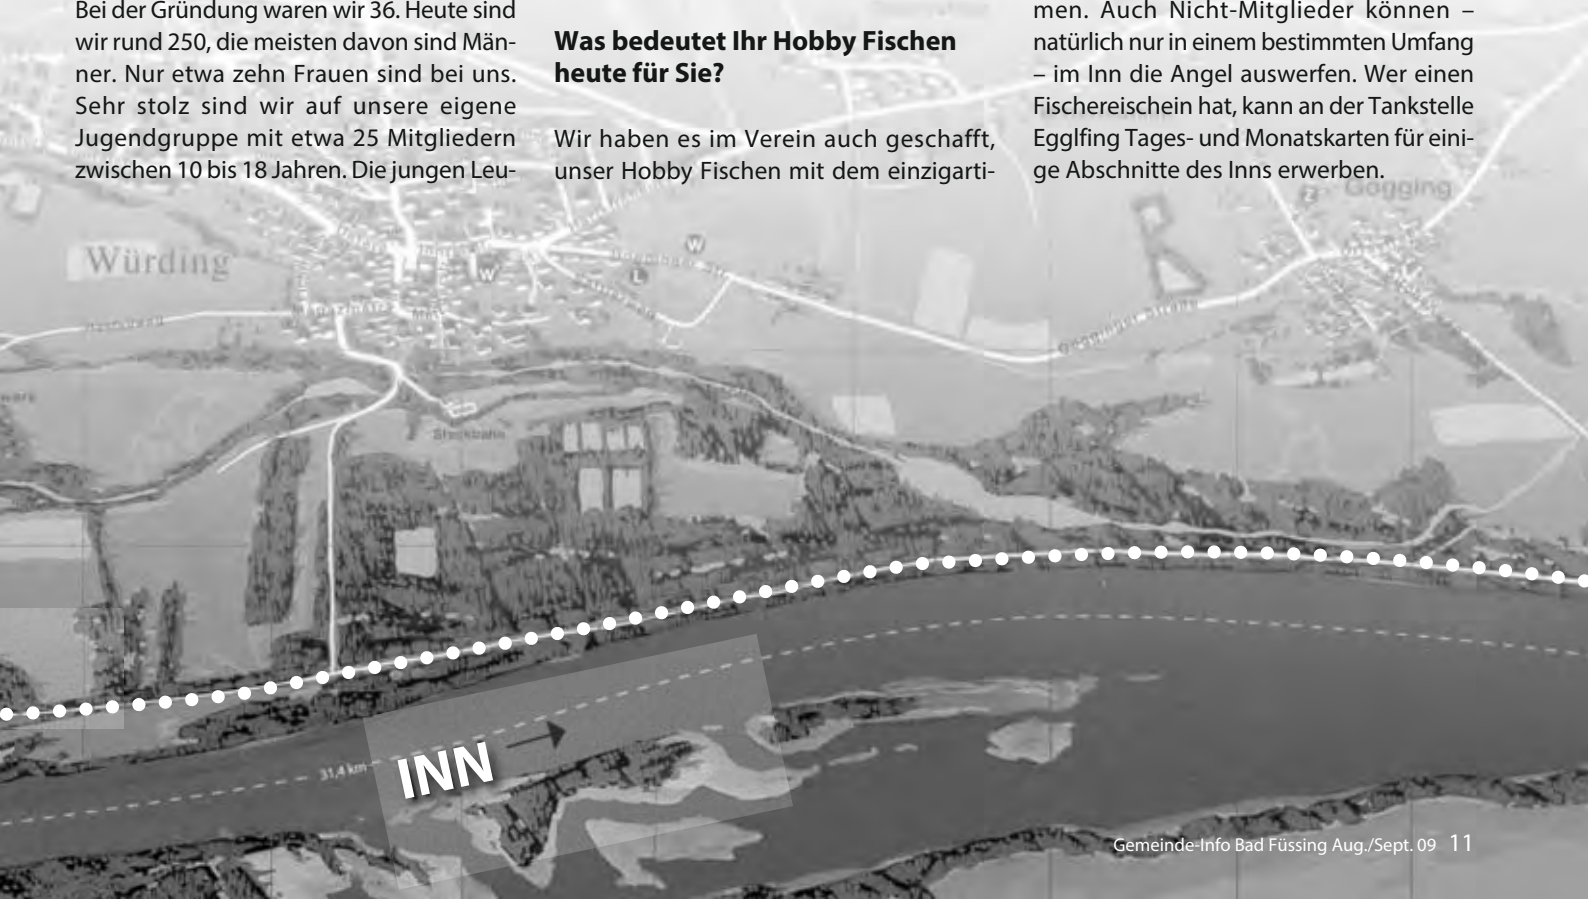 Bei der Gründung waren wir 36. Heute sind
wir rund 250, die meisten davon sind Män-
ner. Nur etwa zehn Frauen sind bei uns.
Sehr stolz sind wir auf unsere eigene
Jugendgruppe mit etwa 25 Mitgliedern
zwischen 10 bis 18 Jahren. Die jungen Leu-
Was bedeutet Ihr Hobby Fischen
heute für Sie?
Wir haben es im Verein auch geschafft,
unser Hobby Fischen mit dem einzigarti-
men. Auch Nicht-Mitglieder können –
natürlich nur in einem bestimmten Umfang
– im Inn die Angel auswerfen. Wer einen
Fischereischein hat, kann an der Tankstelle
Egglfing Tages- und Monatskarten für eini-
ge Abschnitte des Inns erwerben.
Gögging
Z
Würding
W
W
L
Gögginger Straße
Stockbahn
31,4 km
INN
Gemeinde-Info Bad Füssing Aug./Sept. 09 11